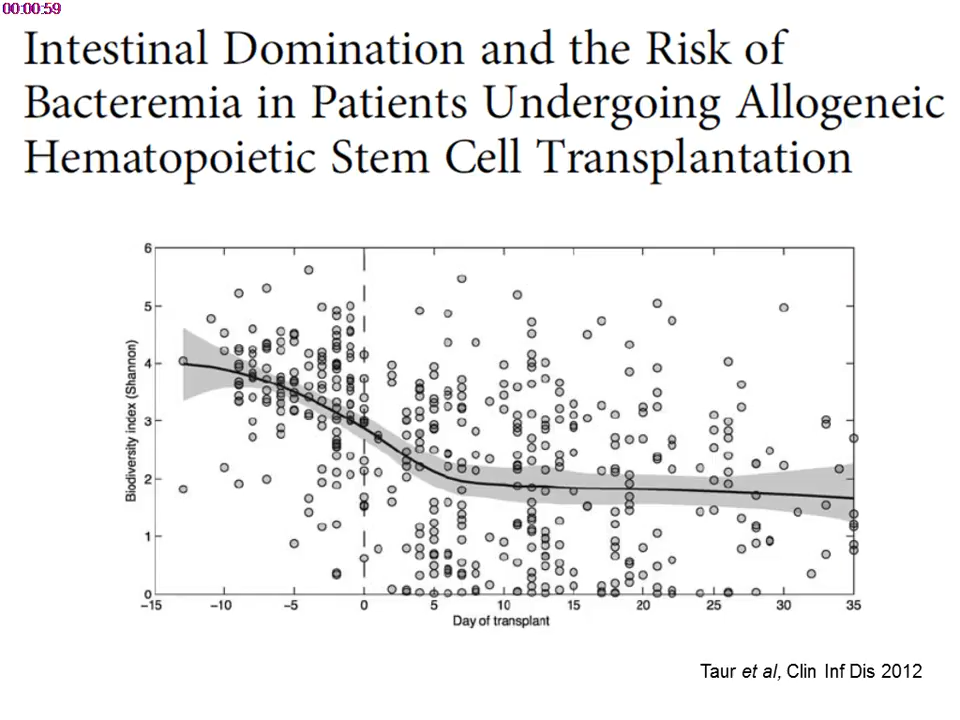 00:00:59
Intestinal Domination and the Risk of
Bacteremia in Patients Undergoing Allogeneic
Hematopoietic Stem Cell Transplantation
6
5
4
3
2
1
0
Biodiversity index (Shannon)
−15 −10 −5 0 5 10 15 20 25 30 35
Day of transplant
Taur et al, Clin Inf Dis 2012